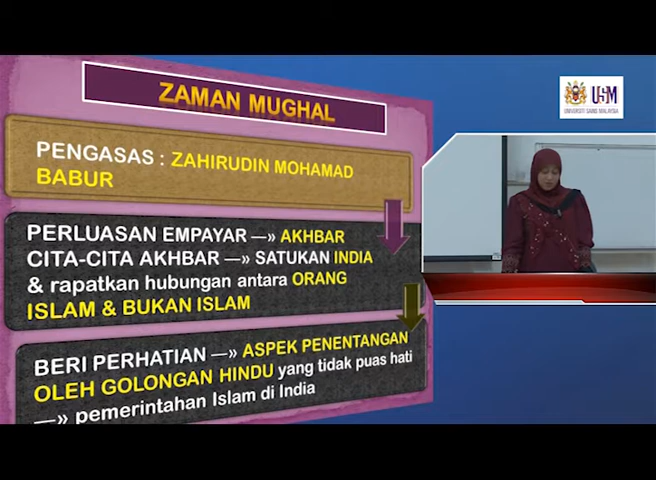 ZAMAN MUGHAL
USM
UNIVERSITI SAINS MALAYSIA
PENGASAS : ZAHIRUDIN MOHAMAD
BABUR
PERLUASAN EMPAYAR —» AKHBAR
CITA-CITA AKHBAR —» SATUKAN INDIA
& rapatkan hubungan antara ORANG
ISLAM & BUKAN ISLAM
BERI PERHATIAN —» ASPEK PENENTANGAN
OLEH GOLONGAN HINDU yang tidak puas hati
—» pemerintahan Islam di India